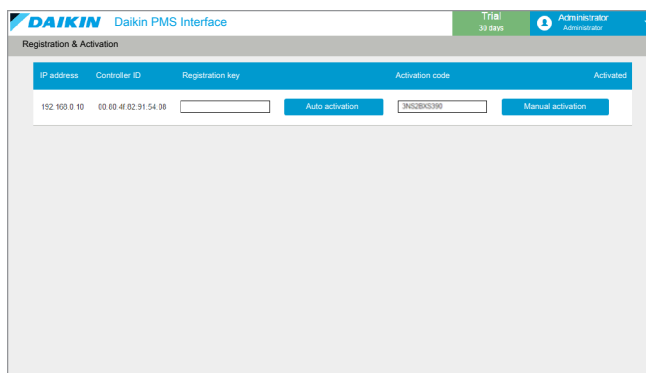 DAIKIN Daikin PMS Interface
Trial
30 days
Administrator
Administrator
Registration & Activation
IP address Controller ID Registration key Activation code Activated
192.168.0.10 00.60.4f.82.91.54.08 Auto activation 3NS2BXS390 Manual activation